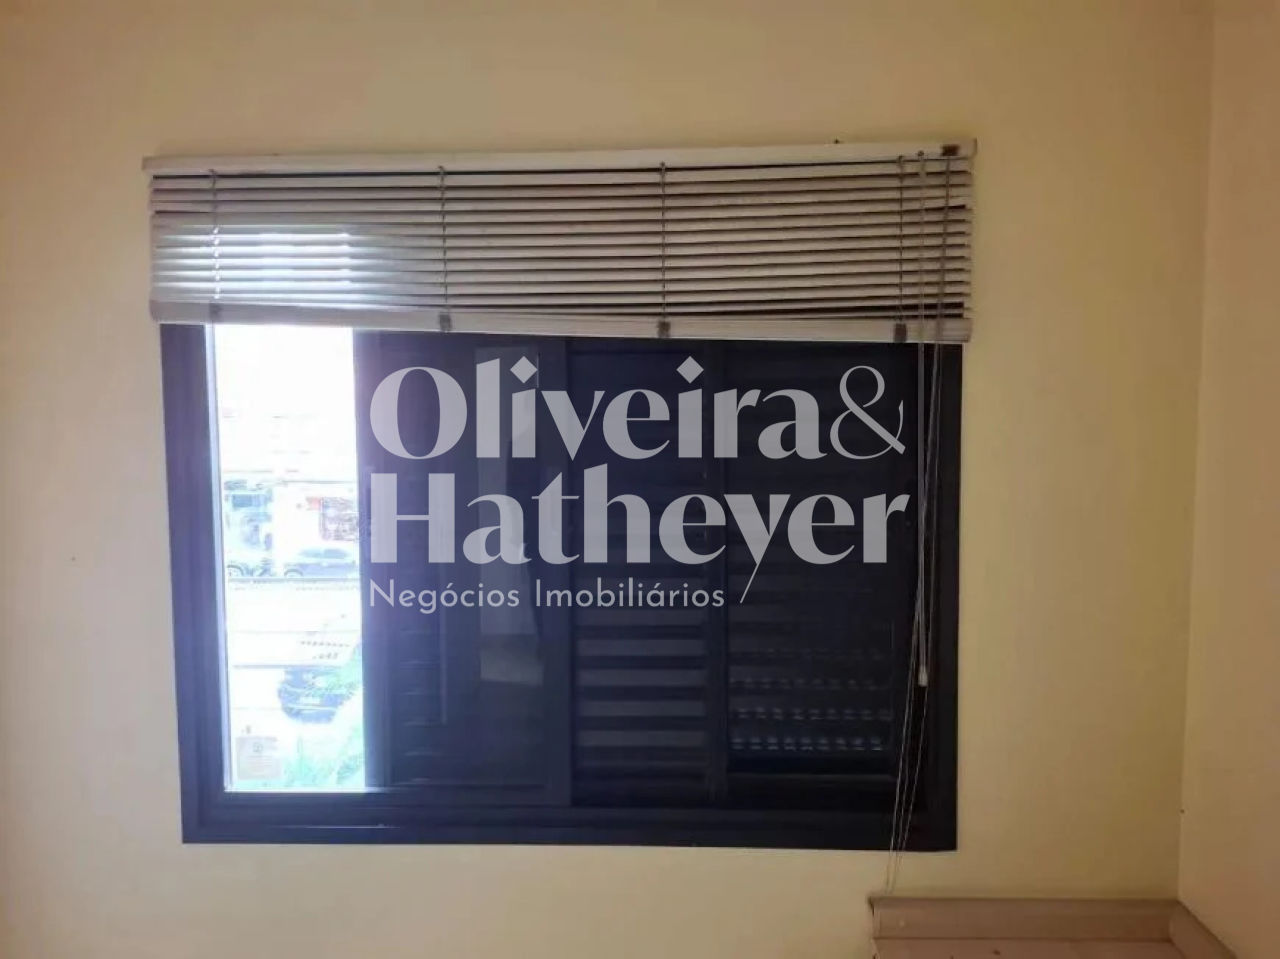 Oliveira&
Hatheyer
Negócios Imobiliários